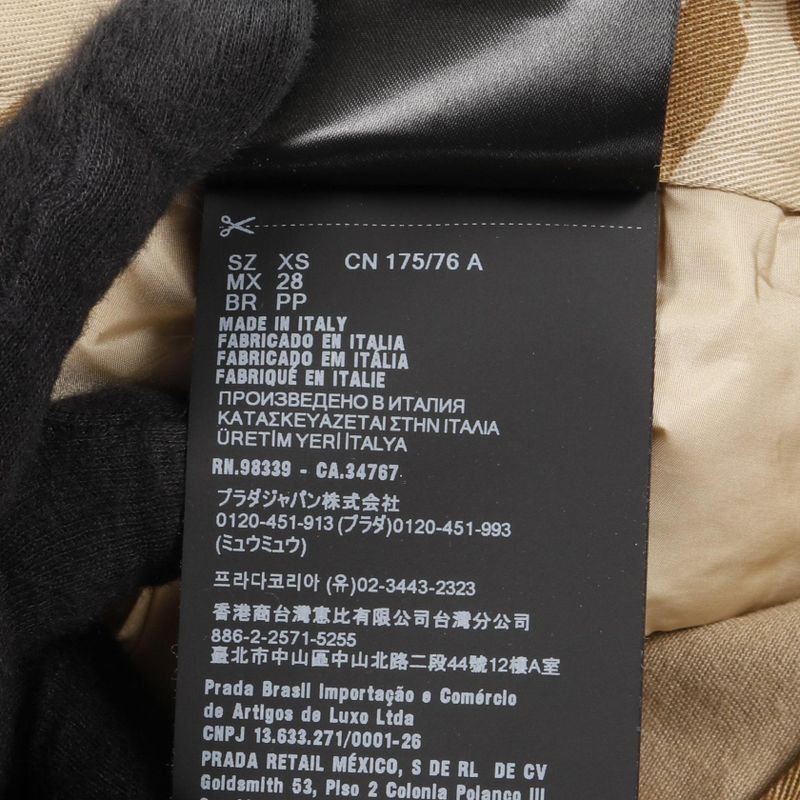 SZ XS CN 175/76 A
MX 28
BR PP
MADE IN ITALY
FABRICADO EN ITALIA
FABRICADO EM ITÁLIA
FABRIQUÉ EN ITALIE
ПРОИЗВЕДЕНО В ИТАЛИЯ
ΚΑΤΑΣΚΕΥΑΖΕΤΑΙ ΣΤΗΝ ΙΤΑΛΙΑ
ÜRETİM YERİ İTALYA
RN.98339 - CA.34767
プラダジャパン株式会社
0120-451-913 (プラダ)0120-451-993
(ミュウミュウ)
프라다코리아 (유)02-3443-2323
香港商台灣惠比有限公司台灣分公司
886-2-2571-5255
臺北市中山區中山北路二段44號12樓A室
Prada Brasil Importação e Comércio
de Artigos de Luxo Ltda
CNPJ 13.633.271/0001-26
PRADA RETAIL MÉXICO, S DE RL DE CV
Goldsmith 53, Piso 2 Colonia Polanco III